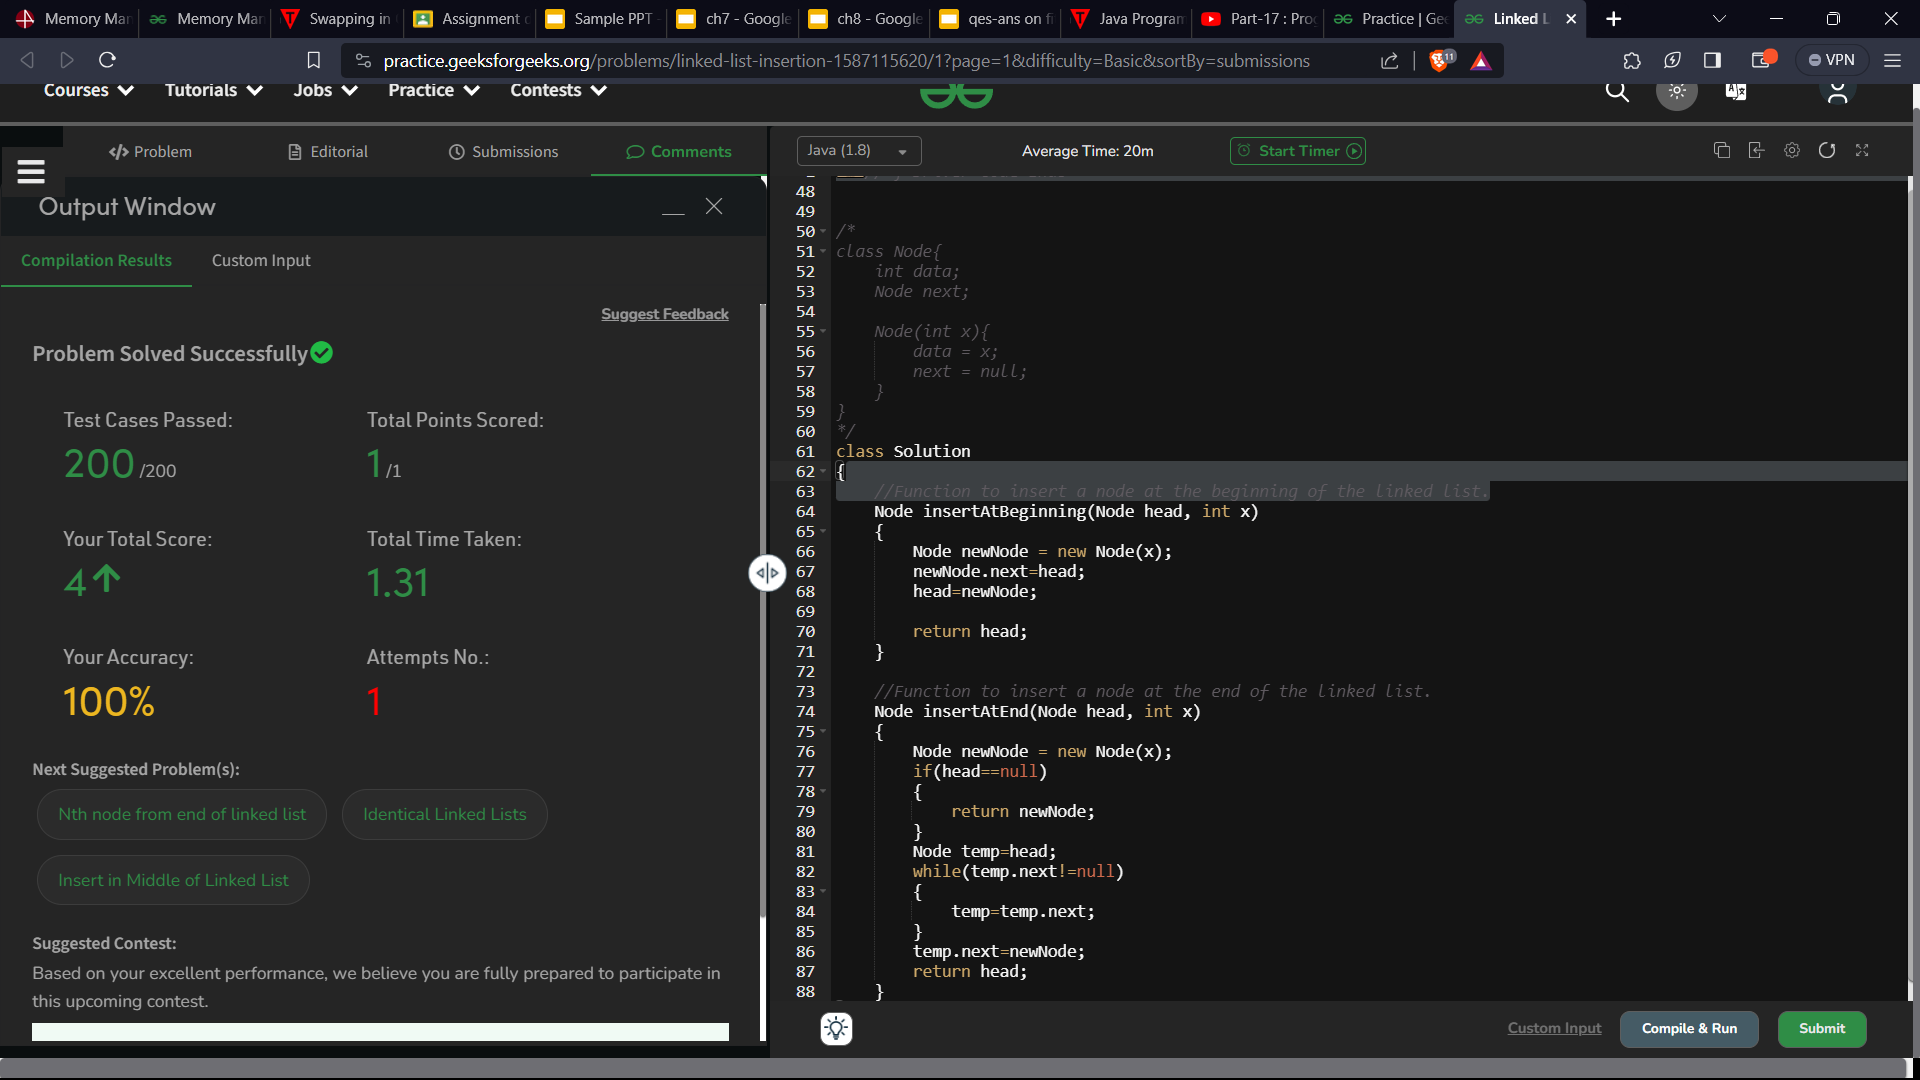 Memory Mar
Memory Mar
Swapping in
Assignment
Sample PPT
ch7 - Google
ch8 - Google
qes-ans on
Java Program
Part-17 : Pro
Practice | Gee
Linked L
practice.geeksforgeeks.org/problems/linked-list-insertion-1587115620/1?page=1&difficulty=Basic&sortBy=submissions
11
VPN
Courses
Tutorials
Jobs
Practice
Contests
</> Problem
Editorial
Submissions
Comments
Output Window
Compilation Results
Custom Input
Suggest Feedback
Problem Solved Successfully
Test Cases Passed:
Total Points Scored:
200 /200
1 /1
Your Total Score:
Total Time Taken:
4
1.31
Your Accuracy:
Attempts No.:
100%
1
Next Suggested Problem(s):
Nth node from end of linked list
Identical Linked Lists
Insert in Middle of Linked List
Suggested Contest:
Based on your excellent performance, we believe you are fully prepared to participate in
this upcoming contest.
Java (1.8)
Average Time: 20m
Start Timer
48
49
50 /*
51 class Node{
52 int data;
53 Node next;
54
55 Node(int x){
56 data = x;
57 next = null;
58 }
59 }
60 */
61 class Solution
62 {
63 //Function to insert a node at the beginning of the linked list.
64 Node insertAtBeginning(Node head, int x)
65 {
66 Node newNode = new Node(x);
67 newNode.next=head;
68 head=newNode;
69
70 return head;
71 }
72
73 //Function to insert a node at the end of the linked list.
74 Node insertAtEnd(Node head, int x)
75 {
76 Node newNode = new Node(x);
77 if(head==null)
78 {
79 return newNode;
80 }
81 Node temp=head;
82 while(temp.next!=null)
83 {
84 temp=temp.next;
85 }
86 temp.next=newNode;
87 return head;
88 }
Custom Input
Compile & Run
Submit